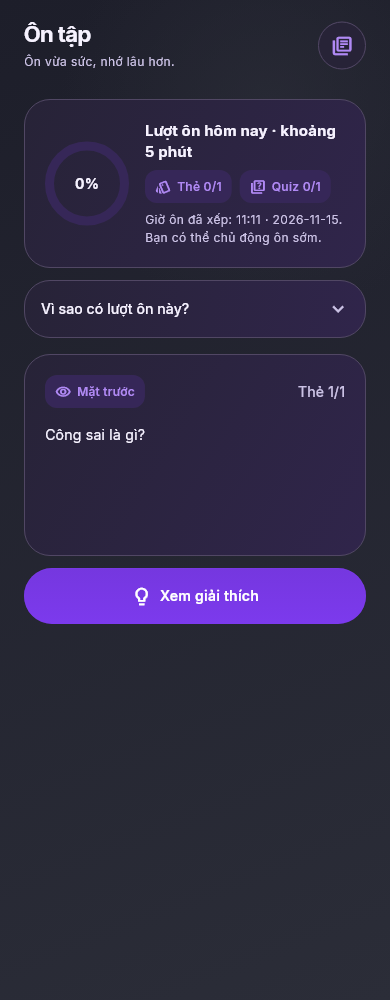 Ôn tập
Ôn vừa sức, nhớ lâu hơn.
0%
Lượt ôn hôm nay · khoảng
5 phút
Thẻ 0/1
Quiz 0/1
Giờ ôn đã xếp: 11:11 · 2026-11-15.
Bạn có thể chủ động ôn sớm.
Vì sao có lượt ôn này?
Mặt trước
Thẻ 1/1
Công sai là gì?
Xem giải thích